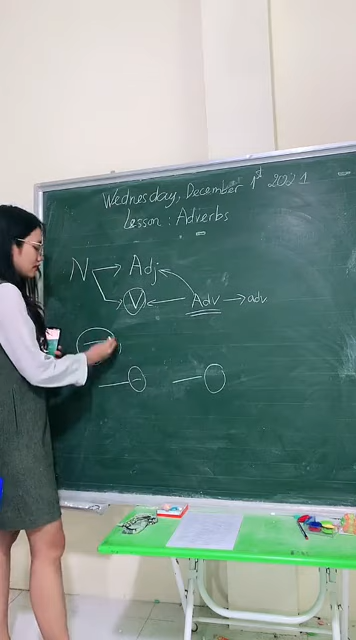 Wednesday, December 1st 2021
Lesson : Adverbs
N → Adj
V ← Adv → adv